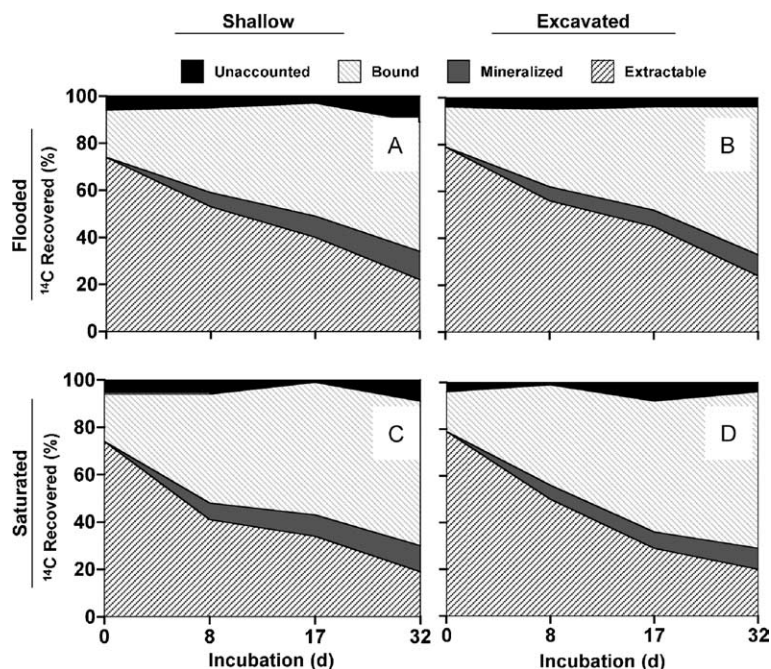 Shallow Excavated
Unaccounted Bound Mineralized Extractable
Flooded
¹⁴C Recovered (%)
100
80
60
40
20
0
A
B
Saturated
¹⁴C Recovered (%)
100
80
60
40
20
0
C
D
0 8 17 32 0 8 17 32
Incubation (d) Incubation (d)